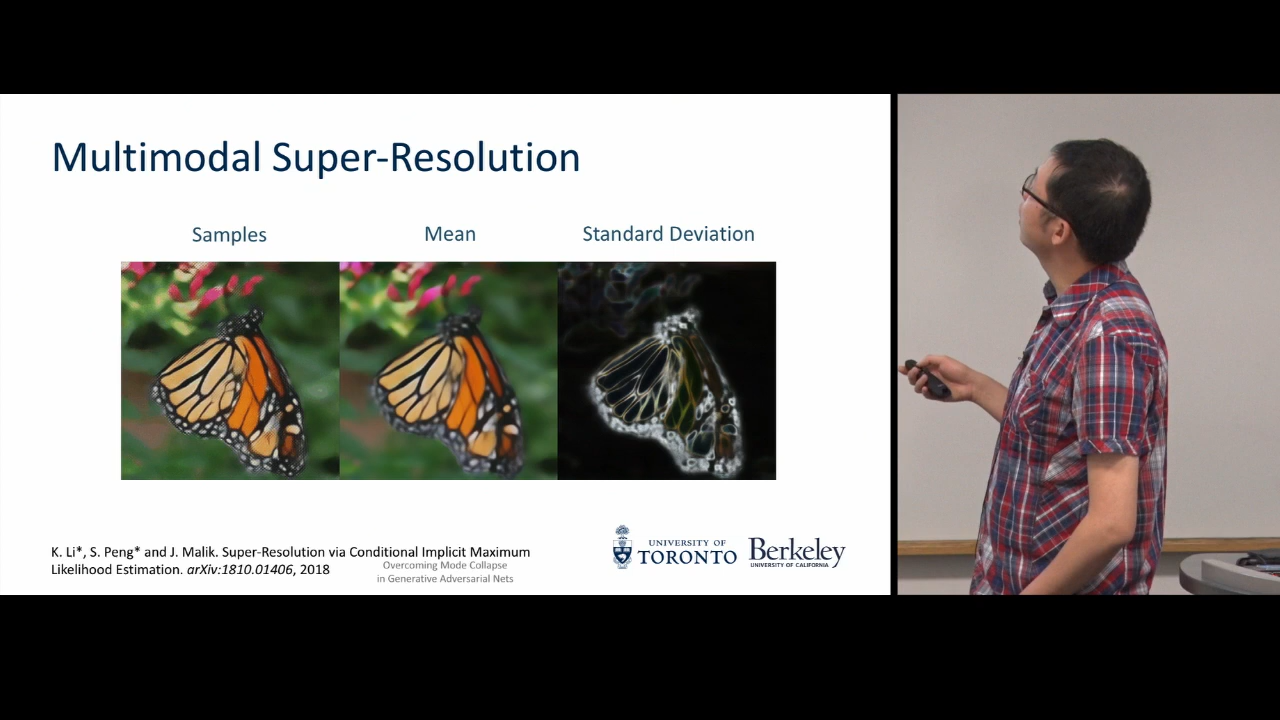 Multimodal Super-Resolution
Samples
Mean
Standard Deviation
K. Li*, S. Peng* and J. Malik. Super-Resolution via Conditional Implicit Maximum
Likelihood Estimation. arXiv:1810.01406, 2018
Overcoming Mode Collapse
in Generative Adversarial Nets
UNIVERSITY OF
TORONTO
Berkeley
UNIVERSITY OF CALIFORNIA